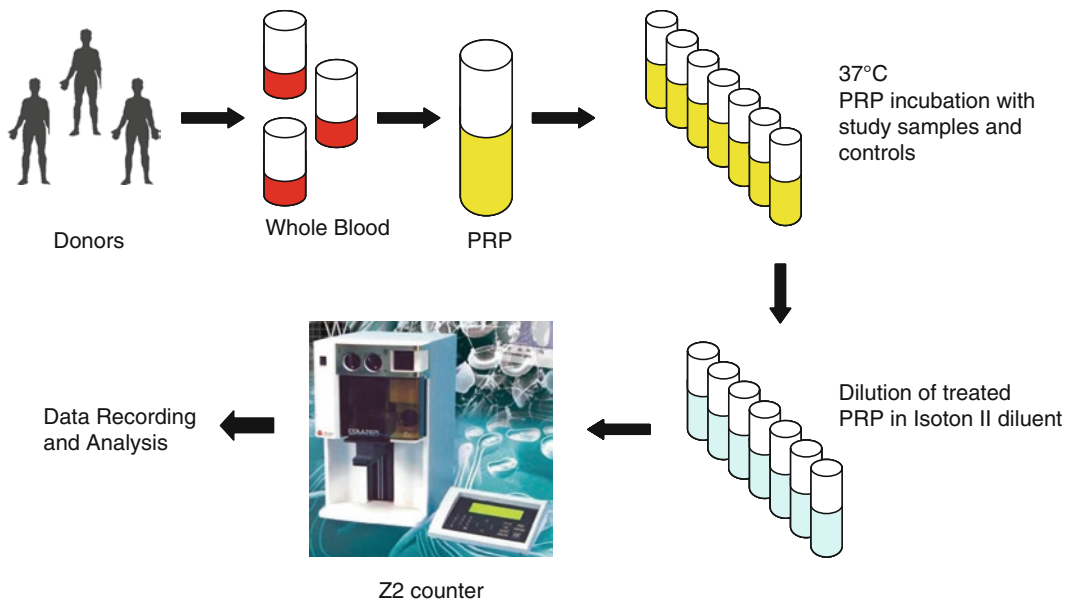 37°C
PRP incubation with
study samples and
controls
Donors
Whole Blood
PRP
Dilution of treated
PRP in Isoton II diluent
Data Recording
and Analysis
COULTER
Z2 counter